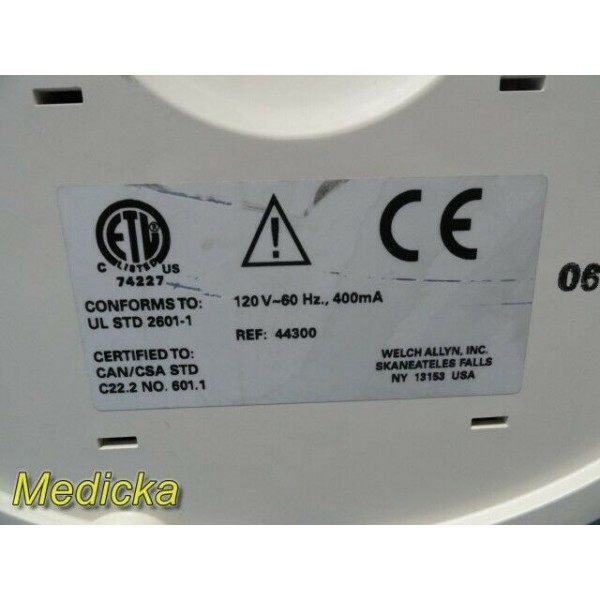 ETL
C LISTED US
74227
CONFORMS TO:
UL STD 2601-1
CERTIFIED TO:
CAN/CSA STD
C22.2 NO. 601.1
!
120 V~60 Hz., 400mA
REF: 44300
CE
WELCH ALLYN, INC.
SKANEATELES FALLS
NY 13153 USA
06
Medicka